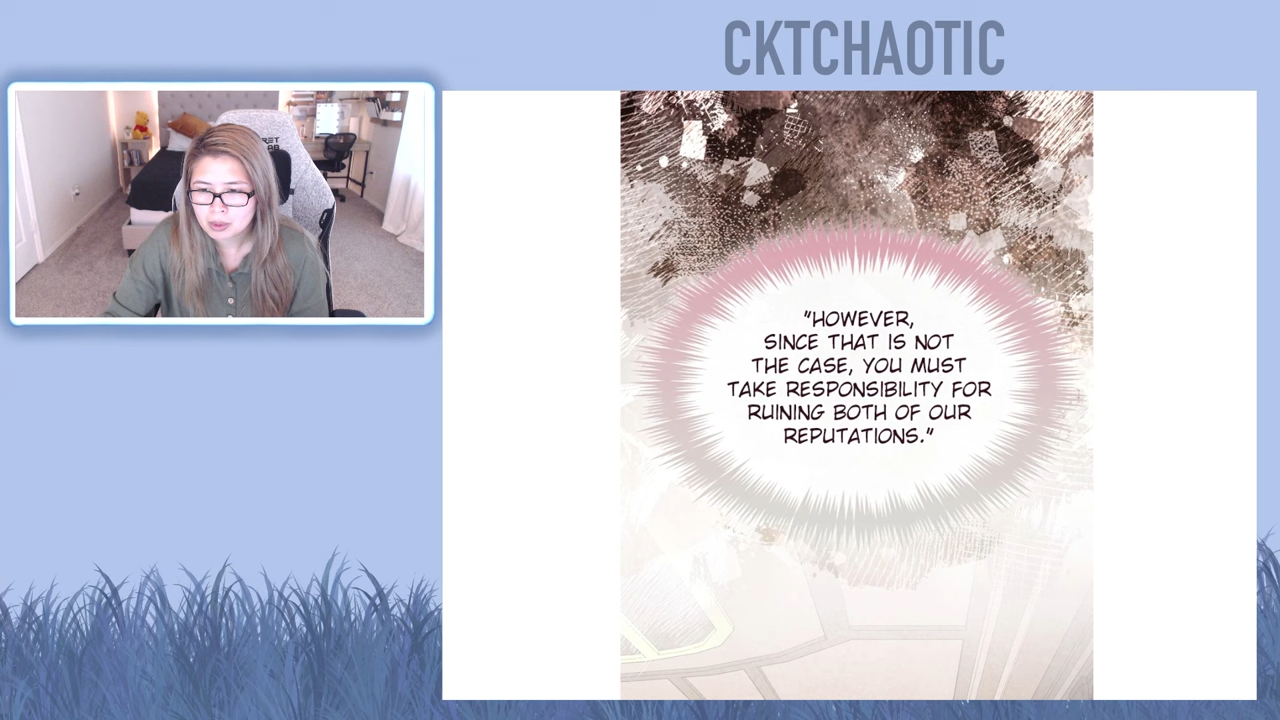 CKTCHAOTIC
"HOWEVER,
SINCE THAT IS NOT
THE CASE, YOU MUST
TAKE RESPONSIBILITY FOR
RUINING BOTH OF OUR
REPUTATIONS."